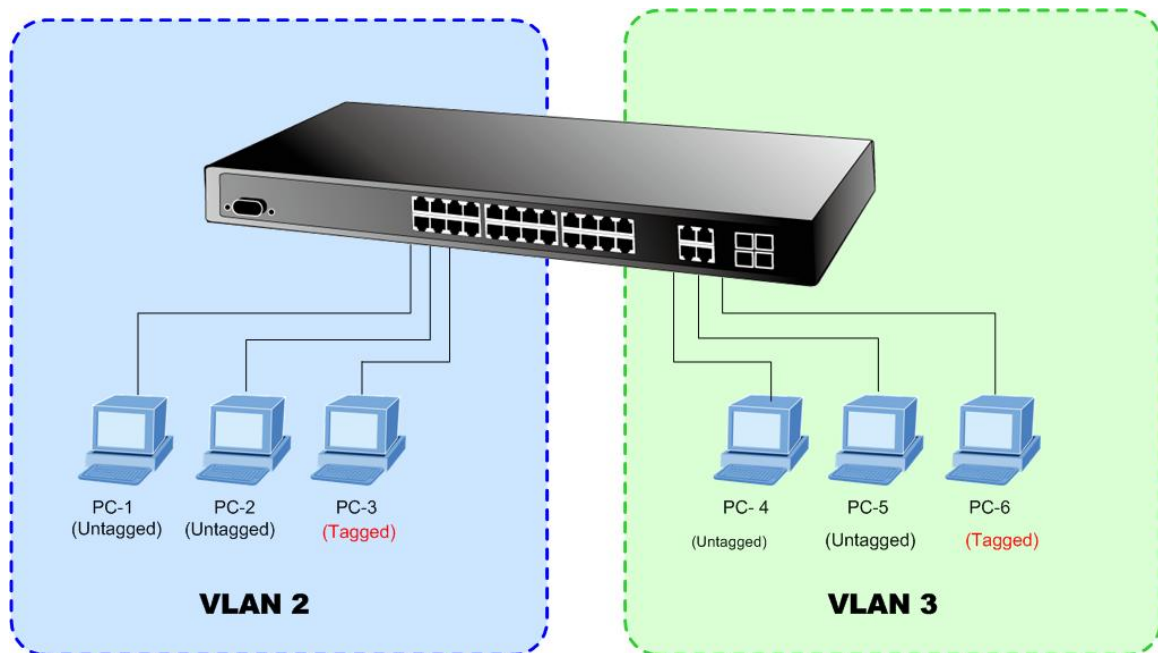 PC-1
(Untagged)
PC-2
(Untagged)
PC-3
(Tagged)
PC- 4
(Untagged)
PC-5
(Untagged)
PC-6
(Tagged)
VLAN 2
VLAN 3